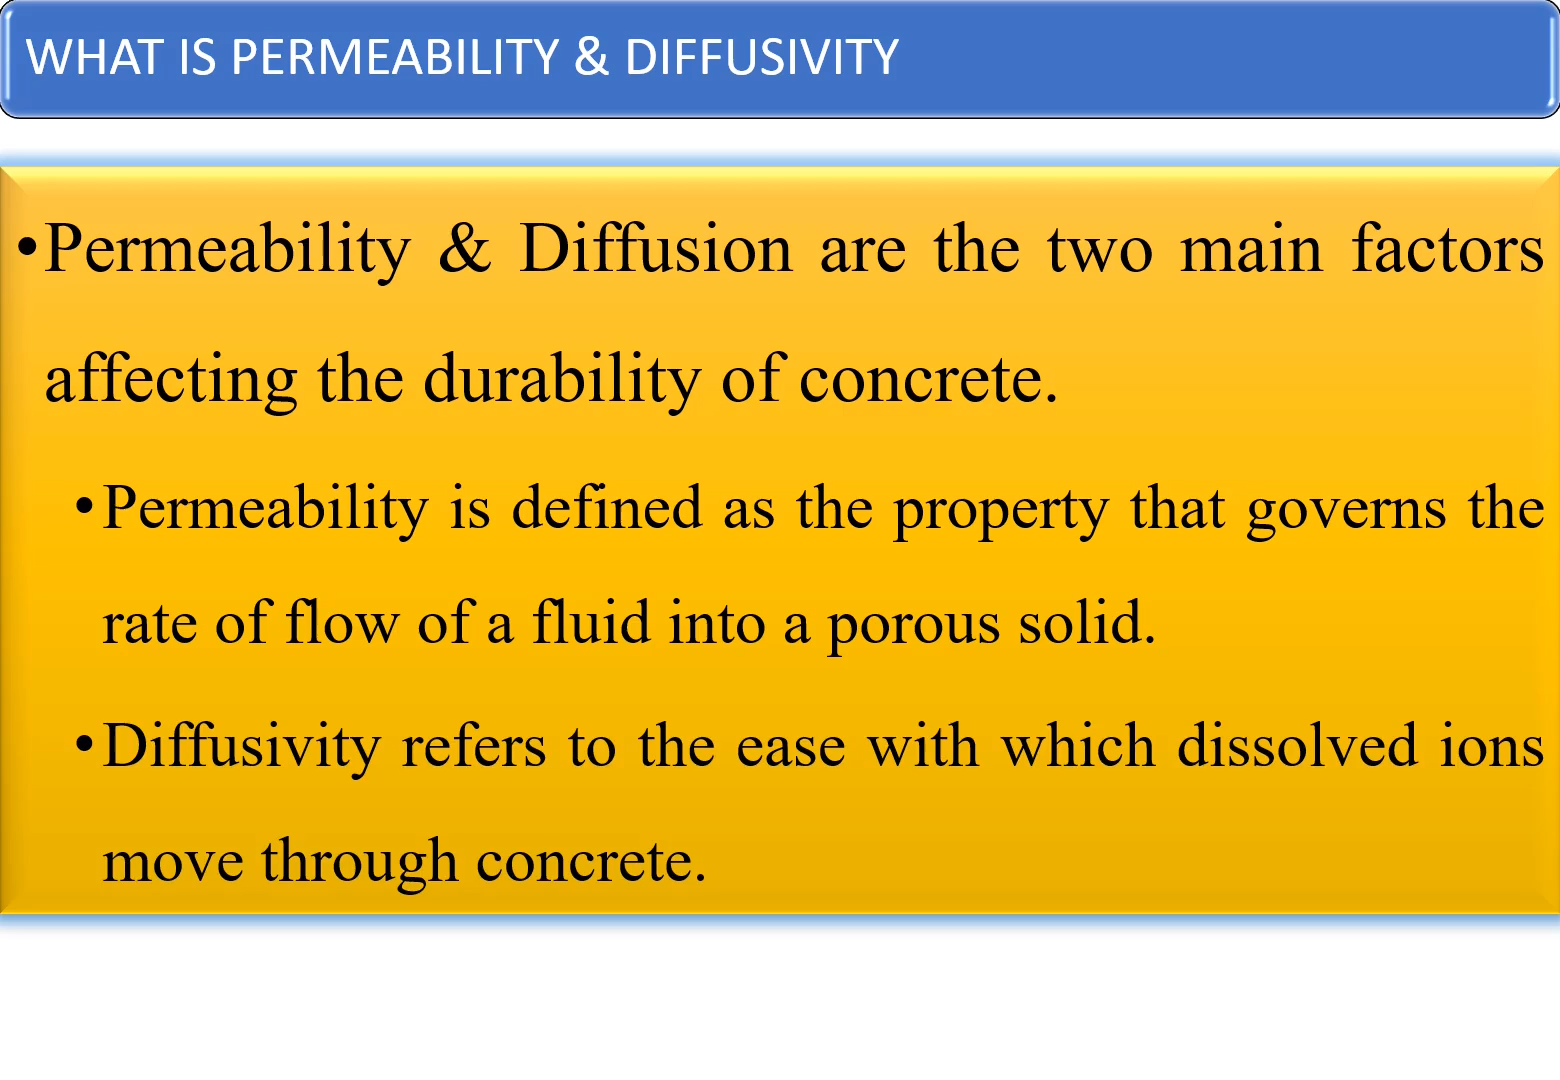 WHAT IS PERMEABILITY & DIFFUSIVITY
•Permeability & Diffusion are the two main factors
affecting the durability of concrete.
•Permeability is defined as the property that governs the
rate of flow of a fluid into a porous solid.
•Diffusivity refers to the ease with which dissolved ions
move through concrete.